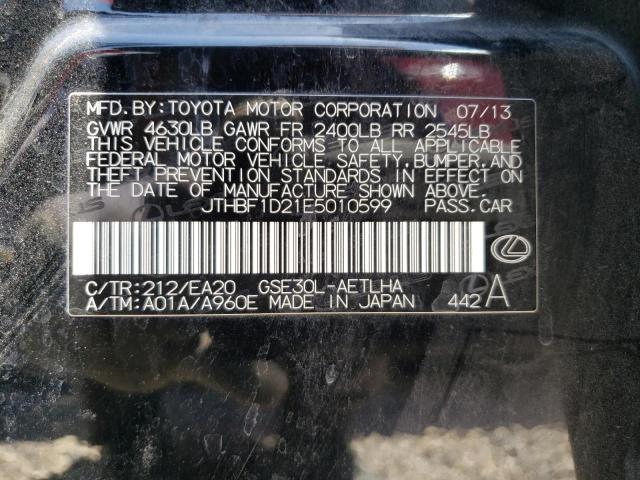 MFD. BY: TOYOTA MOTOR CORPORATION 07/13
GVWR 4630LB GAWR FR 2400LB RR 2545LB
THIS VEHICLE CONFORMS TO ALL APPLICABLE
FEDERAL MOTOR VEHICLE SAFETY, BUMPER, AND
THEFT PREVENTION STANDARDS IN EFFECT ON
THE DATE OF MANUFACTURE SHOWN ABOVE.
JTHBF1D21E5010599 PASS.CAR
C/TR:212/EA20 GSE30L-AETLHA
A/TM:A01A/A960E MADE IN JAPAN 442 A